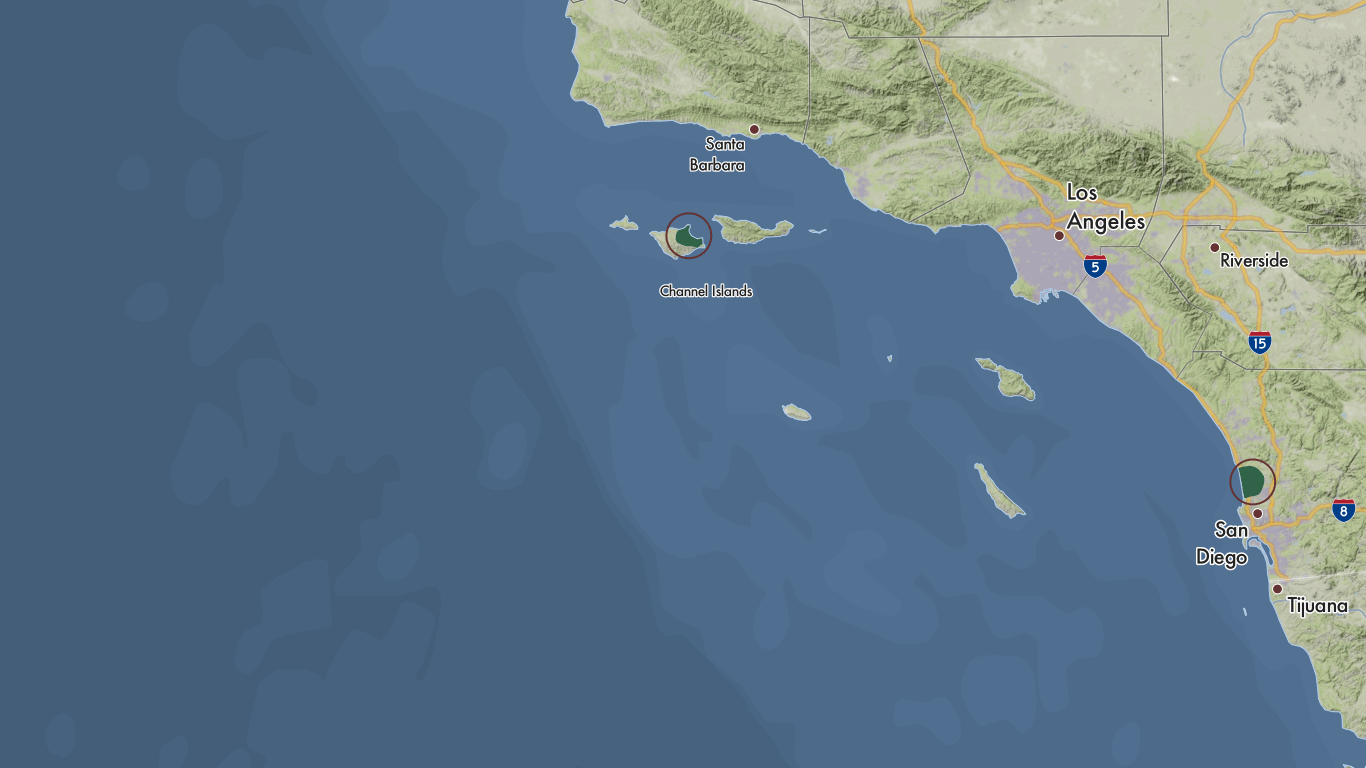 Santa
Barbara
Los
Angeles
5
Riverside
Channel Islands
15
8
San
Diego
Tijuana